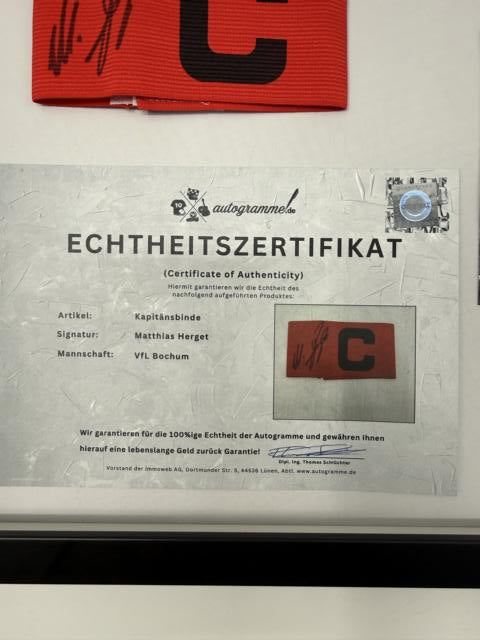 C
autogramme!.de
ECHTHEITSZERTIFIKAT
(Certificate of Authenticity)
Hiermit garantieren wir die Echtheit des
nachfolgend aufgeführten Produktes:
Artikel: Kapitänsbinde
Signatur: Matthias Herget
Mannschaft: VfL Bochum
C
Wir garantieren für die 100%ige Echtheit der Autogramme und gewähren Ihnen
hierauf eine lebenslange Geld zurück Garantie!
Dipl. Ing. Thomas Schlüchter
Vorstand der immoweb AG, Dortmunder Str. 5, 44536 Lünen, Abtl. www.autogramme.de